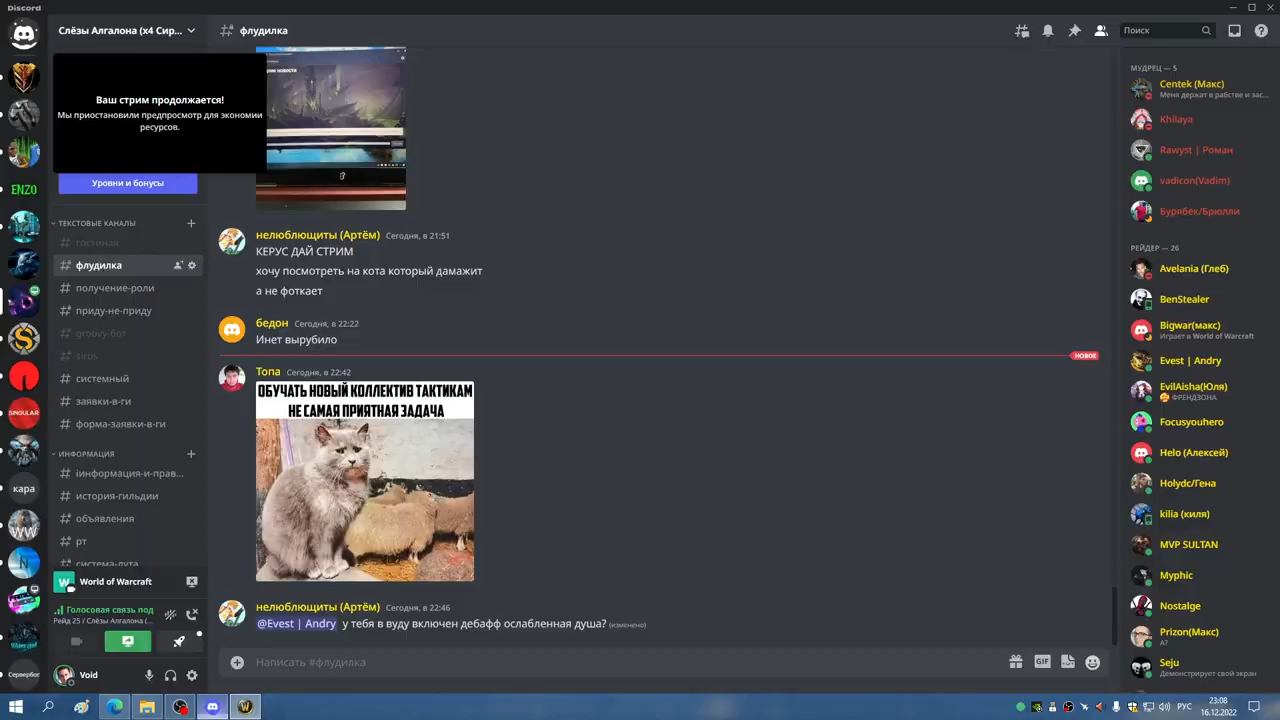 Discord
Слёзы Алгалона (x4 Сир...
флудилка
Поиск
Ваш стрим продолжается!
Мы приостановили предпросмотр для экономии
ресурсов.
Уровни и бонусы
EN20
ТЕКСТОВЫЕ КАНАЛЫ
гостиная
флудилка
получение-роли
приду-не-приду
groovy-бот
sirus
системный
заявки-в-ги
форма-заявки-в-ги
SINGULAR
ИНФОРМАЦИЯ
кара
информация-и-прав...
история-гильдии
объявления
рт
система-лута
World of Warcraft
Голосовая связь под
Рейд 25 / Слёзы Алгалона (...
Сервербог
Void
нелюблющиты (Артём) Сегодня, в 21:51
КЕРУС ДАЙ СТРИМ
хочу посмотреть на кота который дамажит
а не фоткает
бедон Сегодня, в 22:22
Инет вырубило
НОВОЕ
Топа Сегодня, в 22:42
ОБУЧАТЬ НОВЫЙ КОЛЛЕКТИВ ТАКТИКАМ
НЕ САМАЯ ПРИЯТНАЯ ЗАДАЧА
нелюблющиты (Артём) Сегодня, в 22:46
@Evest | Andry у тебя в вуду включен дебафф ослабленная душа? (изменено)
Написать #флудилка
GIF
МУДРЕЦ — 5
Centek (Макс)
Меня держат в рабстве и зас...
Khilaya
Rawyst | Роман
vadicon(Vadim)
Бурябек/Брюлли
РЕЙДЕР — 26
Avelania (Глеб)
BenStealer
Bigwar(макс)
Играет в World of Warcraft
Evest | Andry
EvilAisha(Юля)
ФРЕНДЗОНА
Focusyouhero
Helo (Алексей)
Holydc/Гена
kilia (киля)
MVP SULTAN
Myphic
Nostalge
Prizon(Макс)
А?
Seju
Демонстрирует свой экран
РУС
23:08
16.12.2022